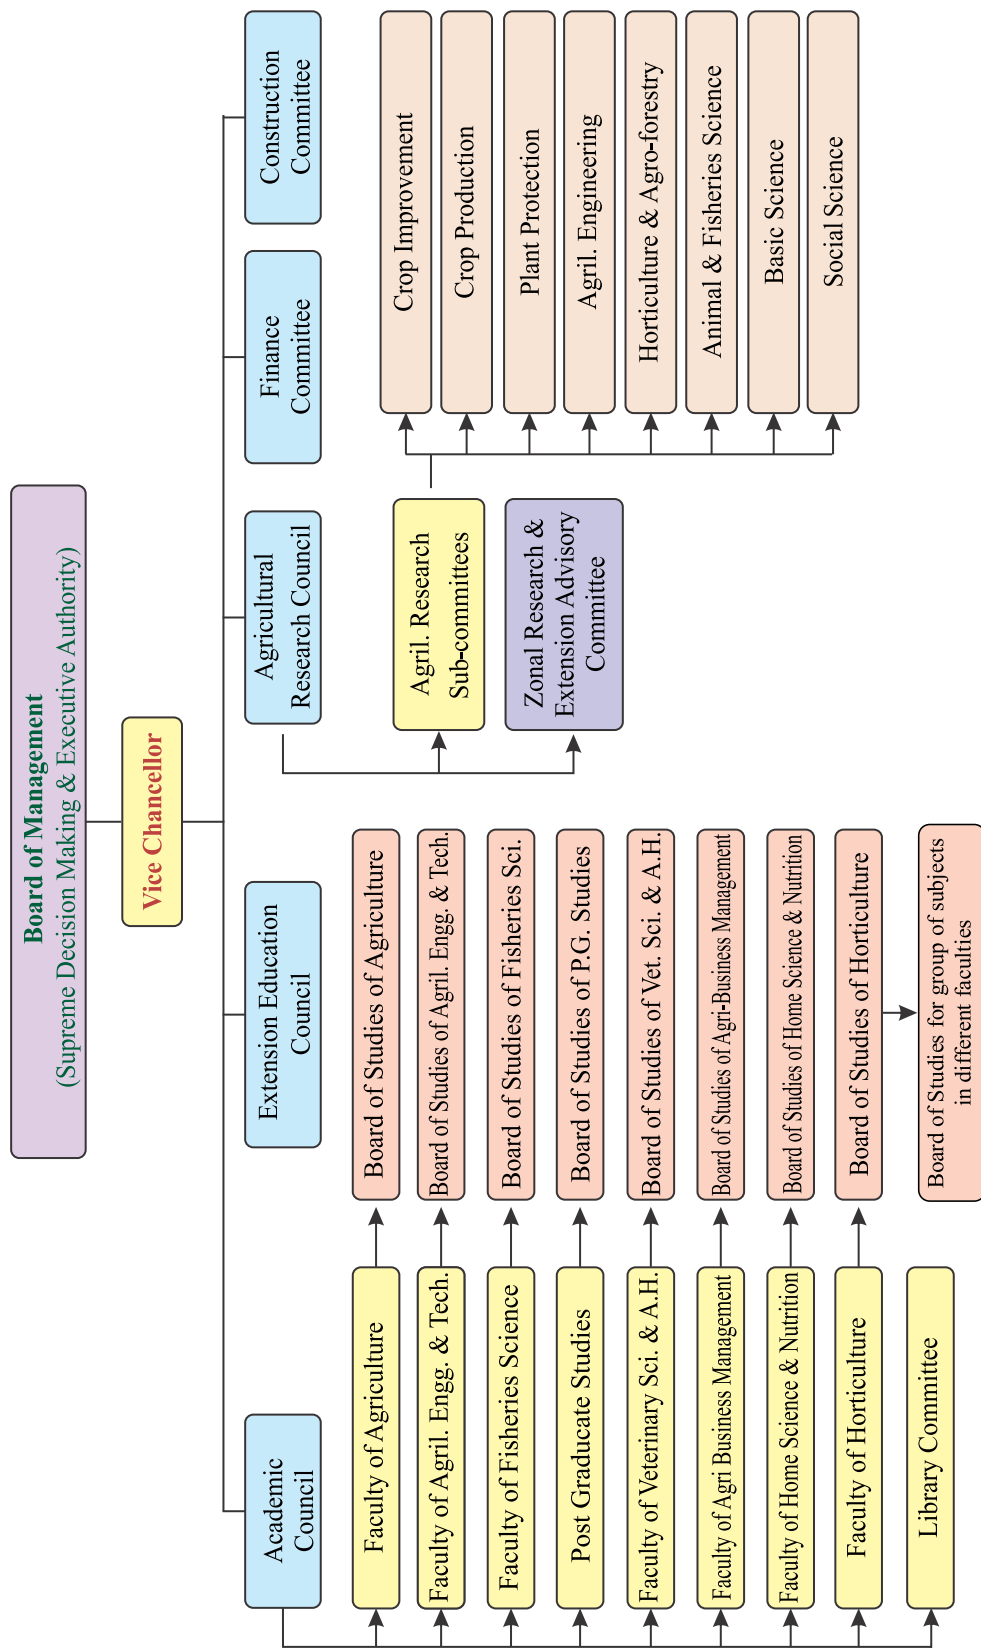 Board of Management
(Supreme Decision Making & Executive Authority)
Vice Chancellor
Academic
Council
Extension Education
Council
Agricultural
Research Council
Finance
Committee
Construction
Committee
Faculty of Agriculture
Faculty of Agril. Engg. & Tech.
Faculty of Fisheries Science
Post Graduate Studies
Faculty of Veterinary Sci. & A.H.
Faculty of Agri Business Management
Faculty of Home Science & Nutrition
Faculty of Horticulture
Library Committee
Board of Studies of Agriculture
Board of Studies of Agril. Engg. & Tech.
Board of Studies of Fisheries Sci.
Board of Studies of P.G. Studies
Board of Studies of Vet. Sci. & A.H.
Board of Studies of Agri-Business Management
Board of Studies of Home Science & Nutrition
Board of Studies of Horticulture
Board of Studies for group of subjects
in different faculties
Agril. Research
Sub-committees
Zonal Research &
Extension Advisory
Committee
Crop Improvement
Crop Production
Plant Protection
Agril. Engineering
Horticulture & Agro-forestry
Animal & Fisheries Science
Basic Science
Social Science